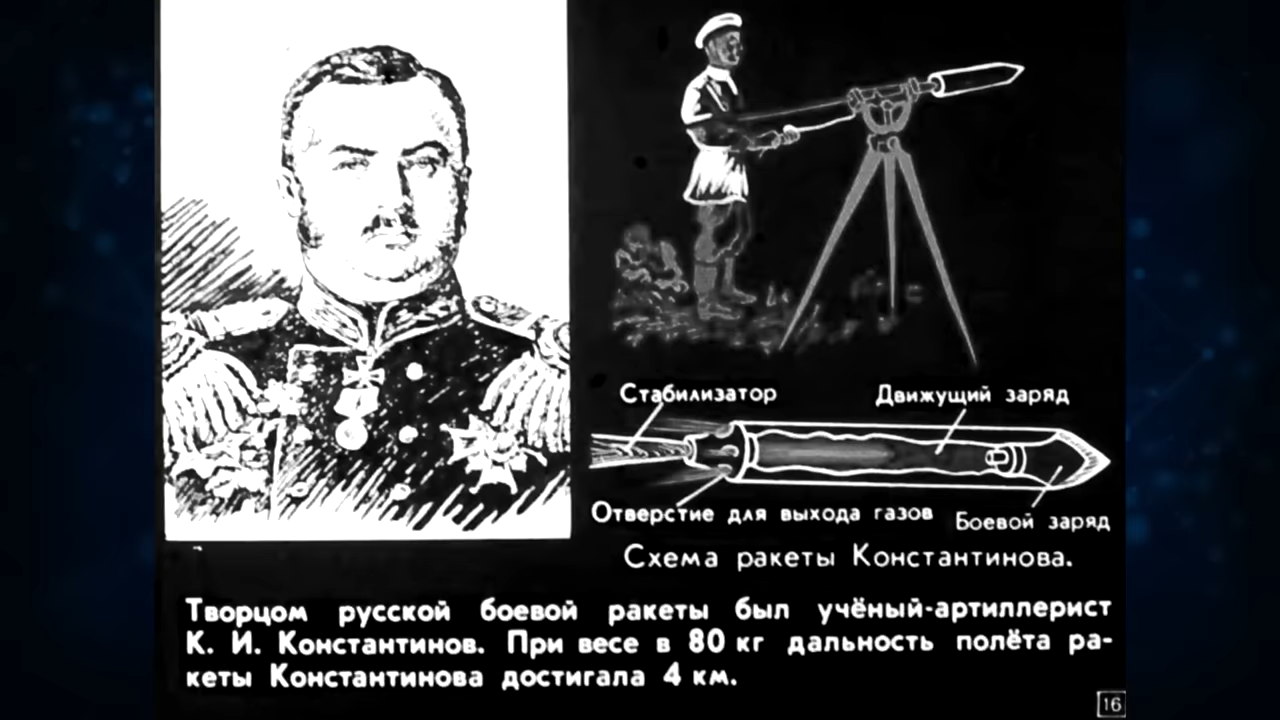 Стабилизатор
Движущий заряд
Отверстие для выхода газов
Боевой заряд
Схема ракеты Константинова.
Творцом русской боевой ракеты был учёный-артиллерист
К. И. Константинов. При весе в 80 кг дальность полёта ра-
кеты Константинова достигала 4 км.
16